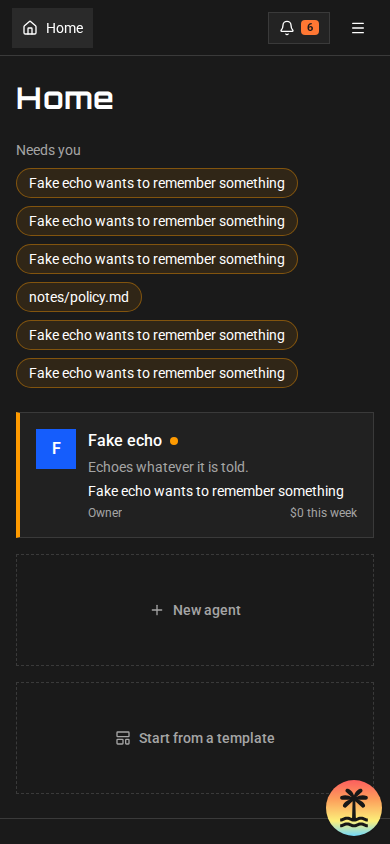 Home
6
Home
Needs you
Fake echo wants to remember something
Fake echo wants to remember something
Fake echo wants to remember something
notes/policy.md
Fake echo wants to remember something
Fake echo wants to remember something
F
Fake echo
Echoes whatever it is told.
Fake echo wants to remember something
Owner $0 this week
New agent
Start from a template